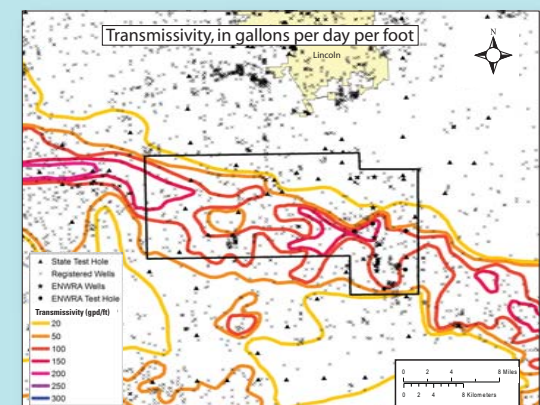 Transmissivity, in gallons per day per foot
N
Lincoln
State Test Hole
Registered Wells
ENWRA Wells
ENWRA Test Hole
Transmissivity (gpd/ft)
20
50
100
150
200
250
300
0 2 4 8 Miles
0 2 4 8 Kilometers